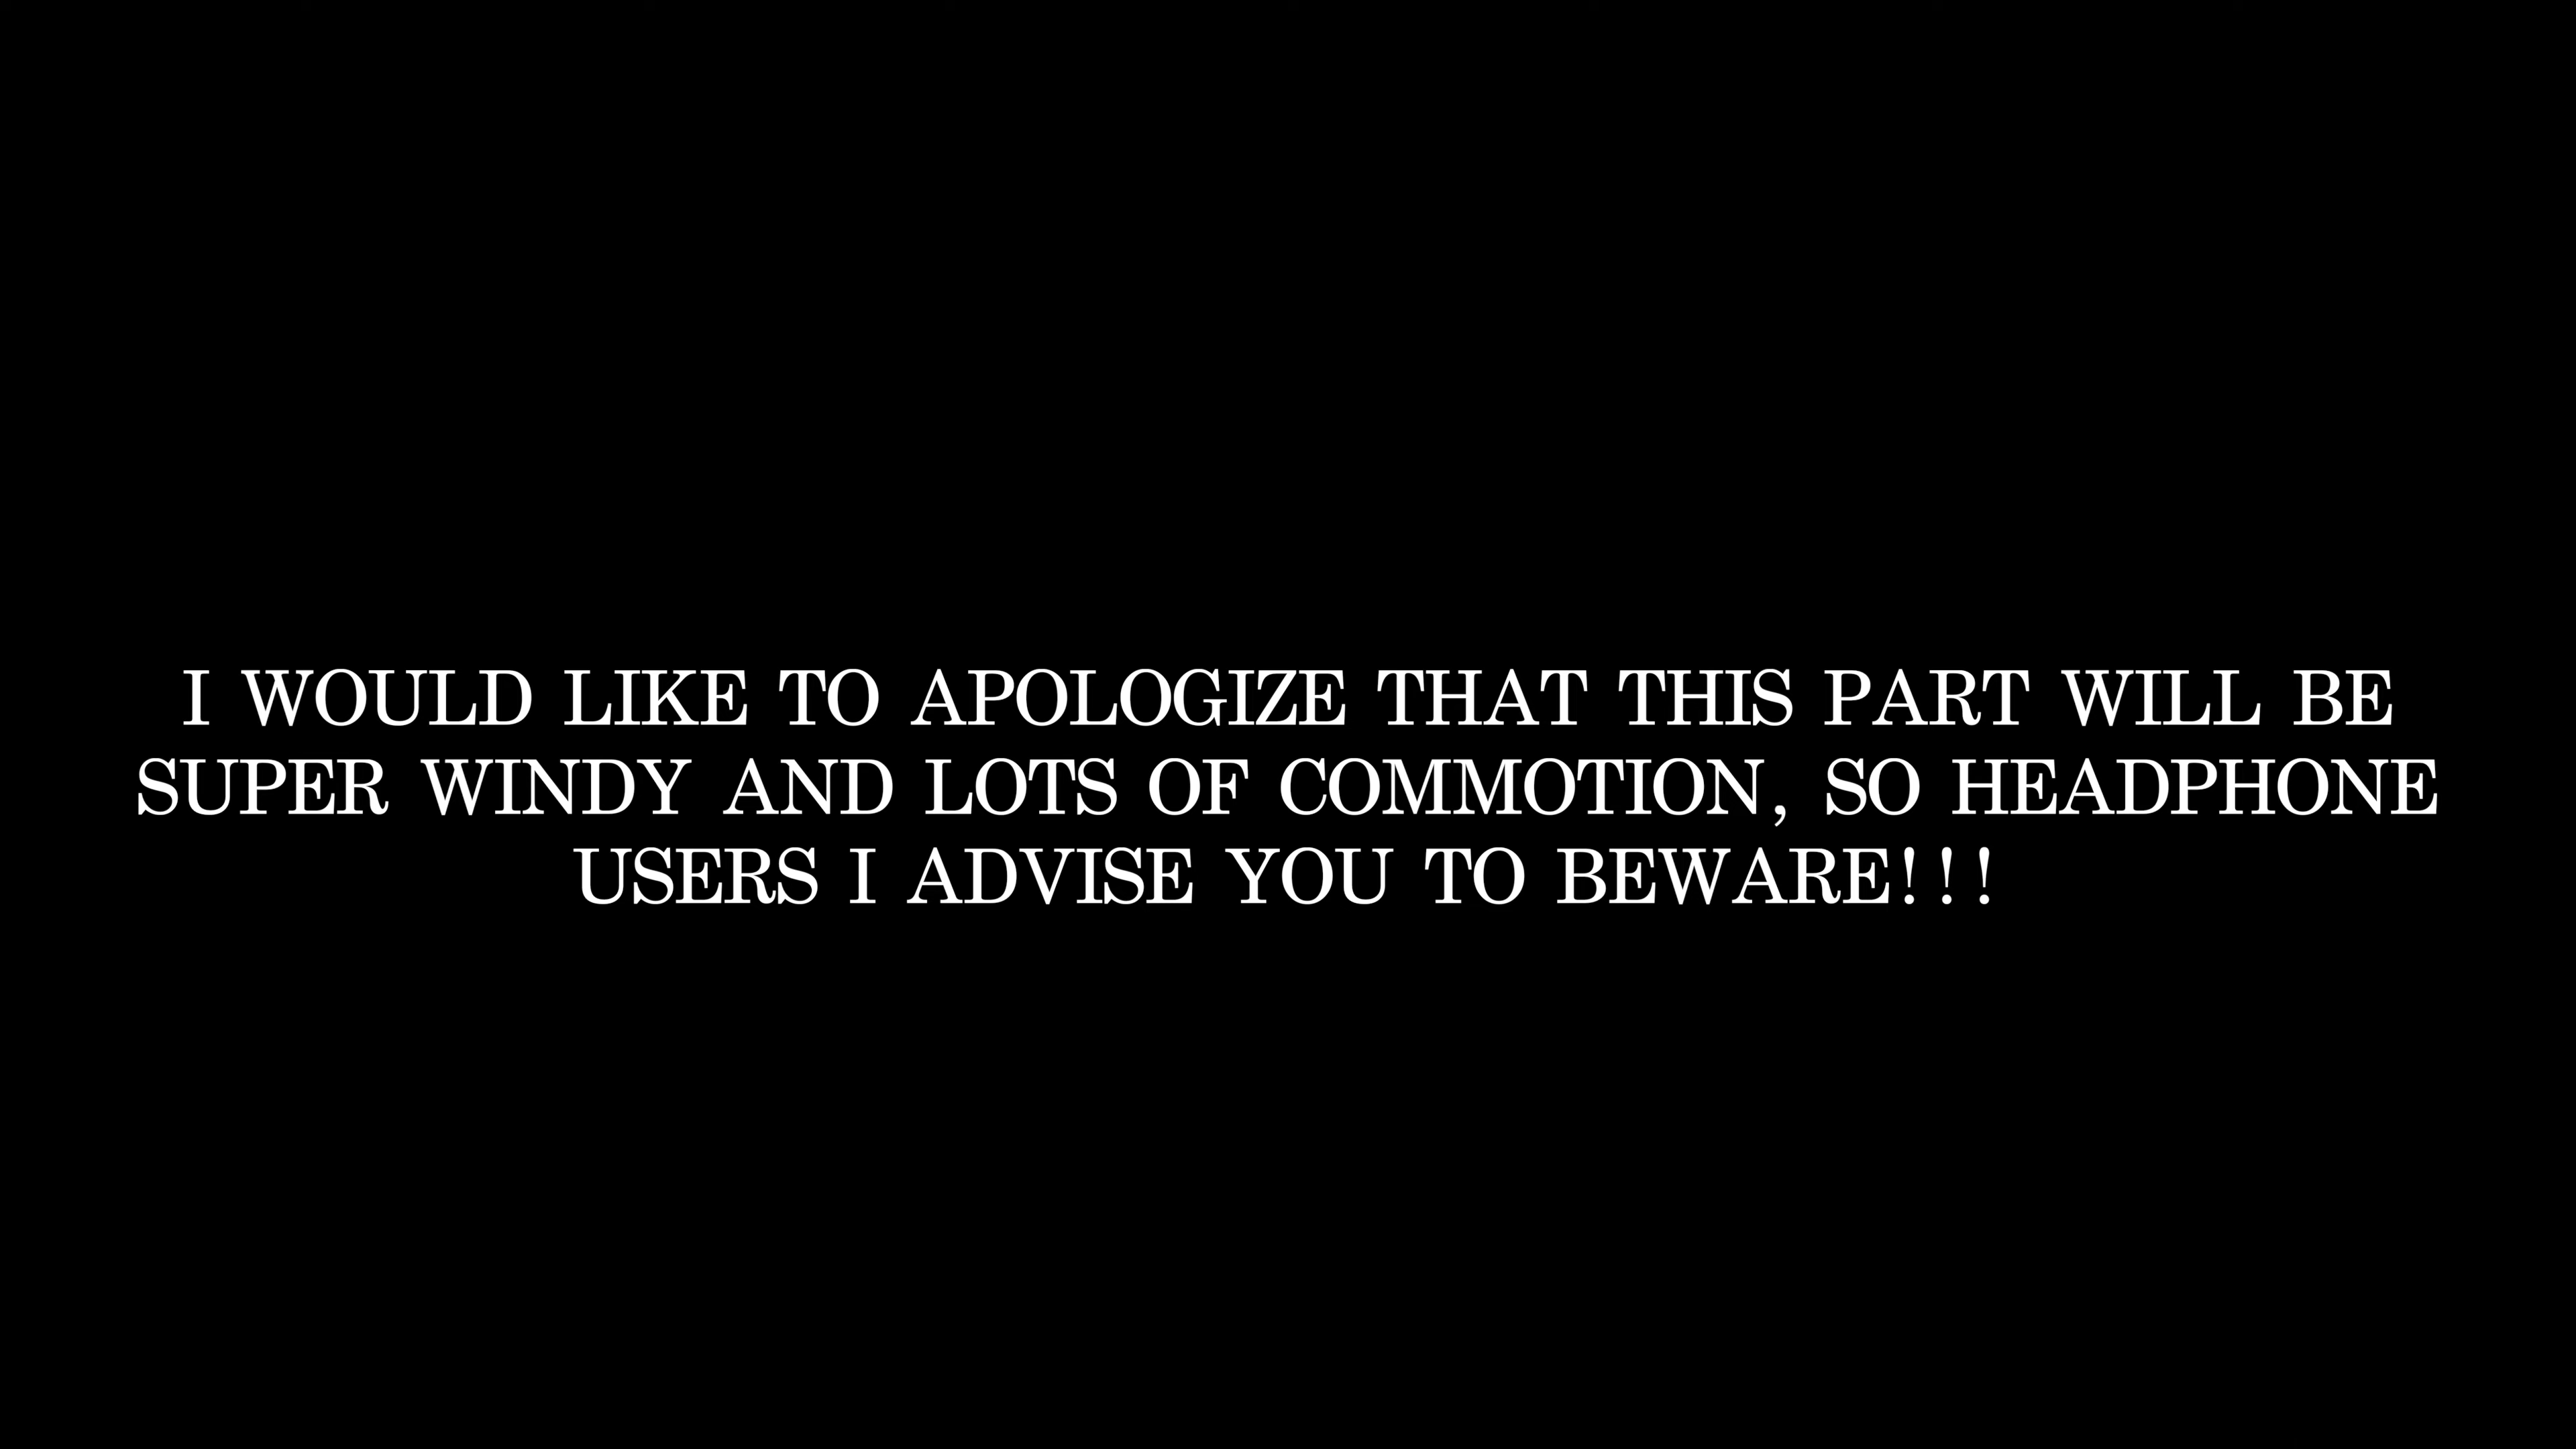 I WOULD LIKE TO APOLOGIZE THAT THIS PART WILL BE
SUPER WINDY AND LOTS OF COMMOTION, SO HEADPHONE
USERS I ADVISE YOU TO BEWARE!!!